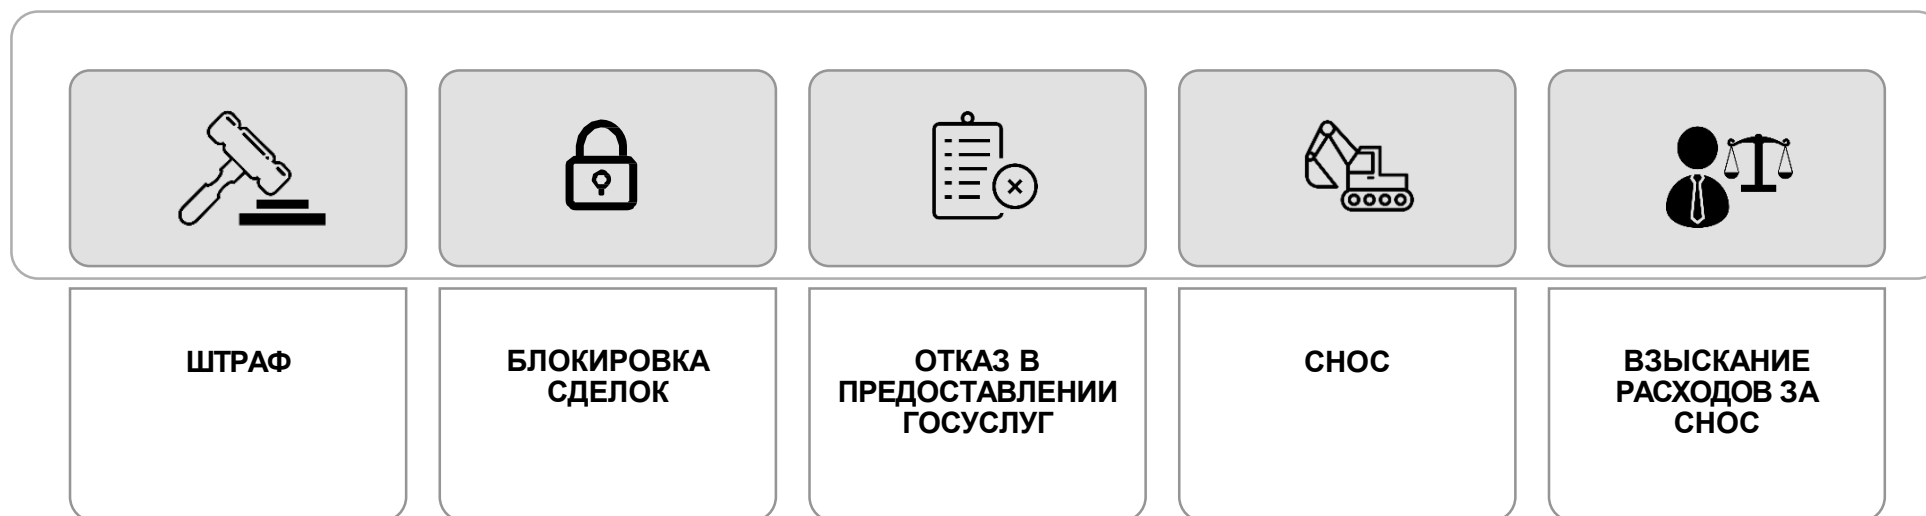 ШТРАФ
БЛОКИРОВКА
СДЕЛОК
ОТКАЗ В
ПРЕДОСТАВЛЕНИИ
ГОСУСЛУГ
СНОС
ВЗЫСКАНИЕ
РАСХОДОВ ЗА
СНОС